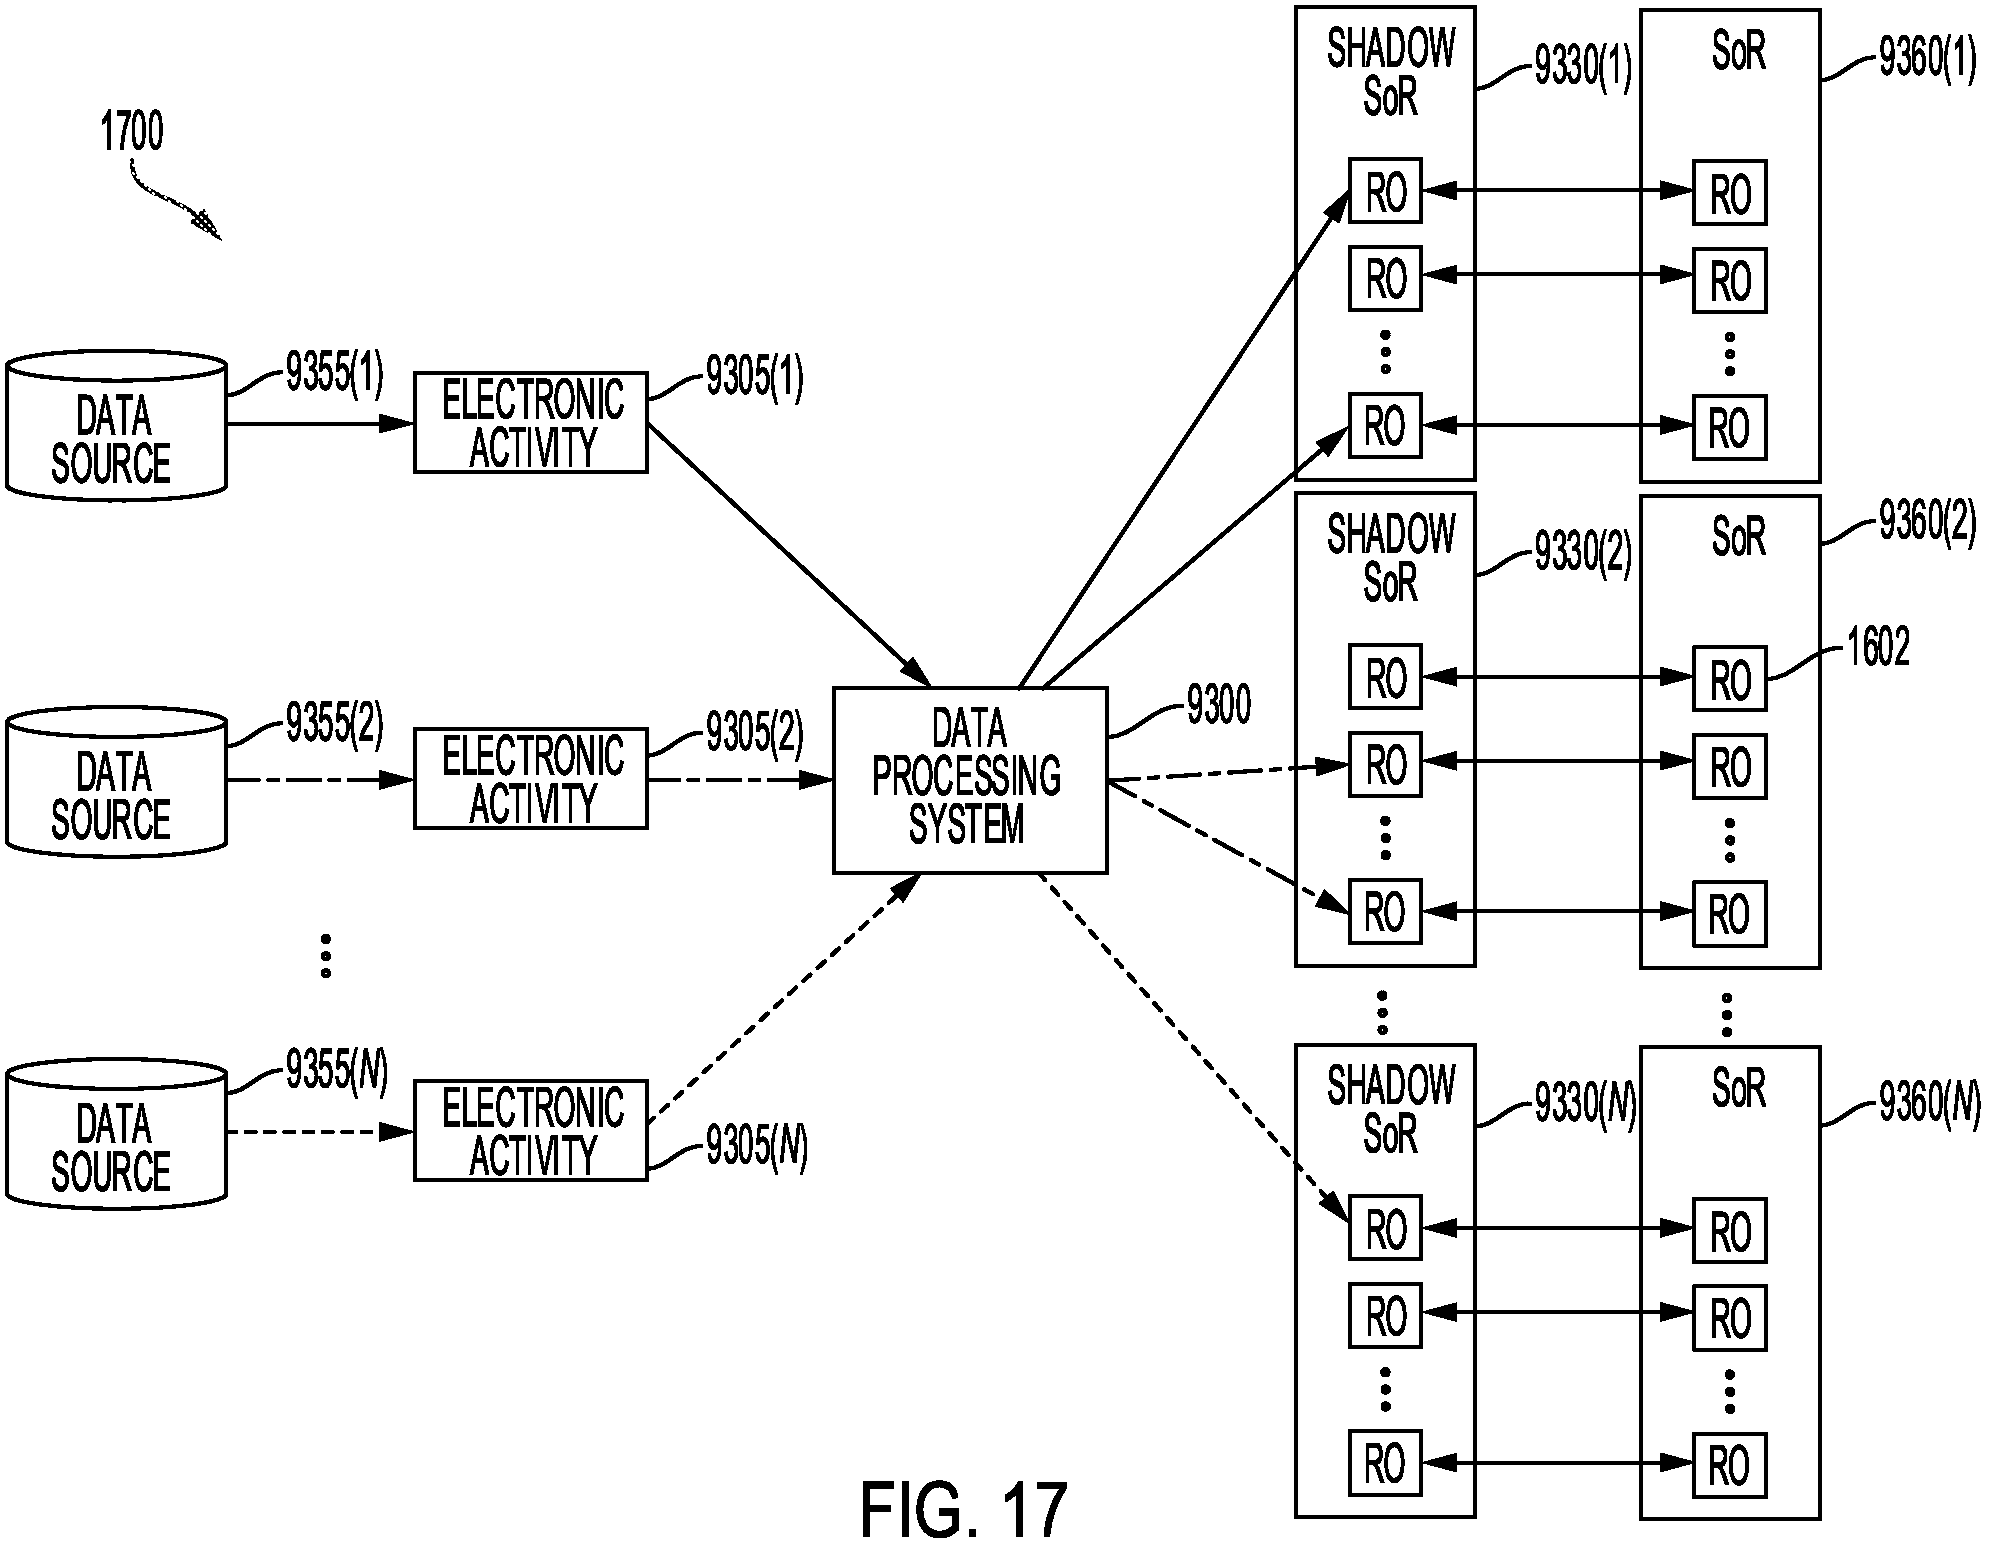 1700
DATA
SOURCE
9355(1)
ELECTRONIC
ACTIVITY
9305(1)
DATA
SOURCE
9355(2)
ELECTRONIC
ACTIVITY
9305(2)
DATA
SOURCE
9355(N)
ELECTRONIC
ACTIVITY
9305(N)
DATA
PROCESSING
SYSTEM
9300
SHADOW
SoR
9330(1)
RO
RO
RO
SoR
9360(1)
RO
RO
RO
SHADOW
SoR
9330(2)
RO
RO
RO
SoR
9360(2)
RO
1602
RO
RO
SHADOW
SoR
9330(N)
RO
RO
RO
SoR
9360(N)
RO
RO
RO
FIG. 17